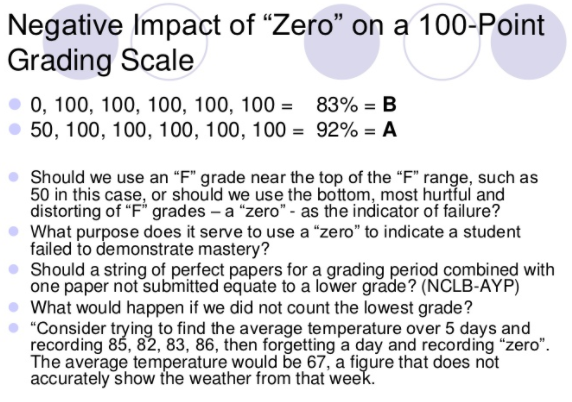 Negative Impact of “Zero” on a 100-Point
Grading Scale
0, 100, 100, 100, 100, 100 = 83% = B
50, 100, 100, 100, 100, 100 = 92% = A
Should we use an “F” grade near the top of the “F” range, such as
50 in this case, or should we use the bottom, most hurtful and
distorting of “F” grades – a “zero” - as the indicator of failure?
What purpose does it serve to use a “zero” to indicate a student
failed to demonstrate mastery?
Should a string of perfect papers for a grading period combined with
one paper not submitted equate to a lower grade? (NCLB-AYP)
What would happen if we did not count the lowest grade?
“Consider trying to find the average temperature over 5 days and
recording 85, 82, 83, 86, then forgetting a day and recording “zero”.
The average temperature would be 67, a figure that does not
accurately show the weather from that week.